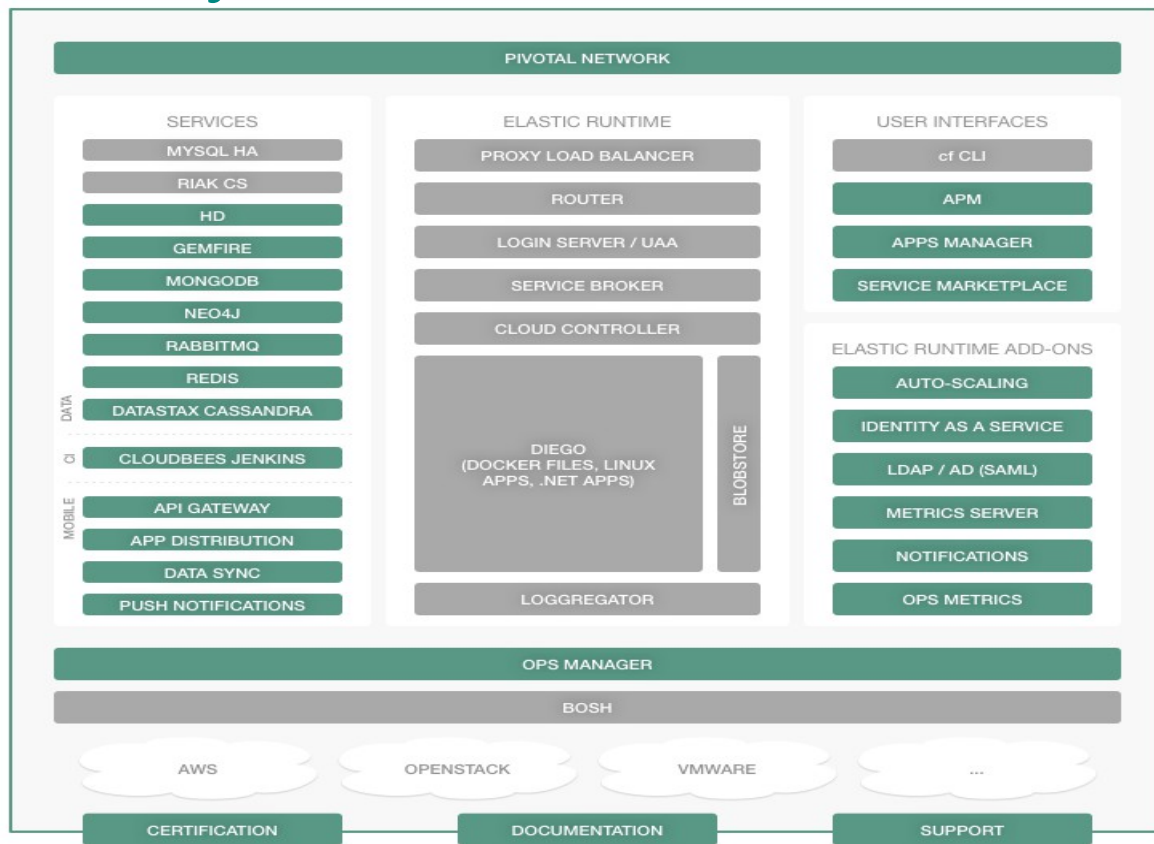 PIVOTAL NETWORK
SERVICES
MYSQL HA
RIAK CS
HD
GEMFIRE
MONGODB
NEO4J
RABBITMQ
REDIS
DATASTAX CASSANDRA
DATA
CLOUDBEES JENKINS
CI
API GATEWAY
APP DISTRIBUTION
DATA SYNC
PUSH NOTIFICATIONS
MOBILE
ELASTIC RUNTIME
PROXY LOAD BALANCER
ROUTER
LOGIN SERVER / UAA
SERVICE BROKER
CLOUD CONTROLLER
DIEGO
(DOCKER FILES, LINUX
APPS, .NET APPS)
BLOBSTORE
LOGGREGATOR
USER INTERFACES
cf CLI
APM
APPS MANAGER
SERVICE MARKETPLACE
ELASTIC RUNTIME ADD-ONS
AUTO-SCALING
IDENTITY AS A SERVICE
LDAP / AD (SAML)
METRICS SERVER
NOTIFICATIONS
OPS METRICS
OPS MANAGER
BOSH
AWS
OPENSTACK
VMWARE
...
CERTIFICATION
DOCUMENTATION
SUPPORT